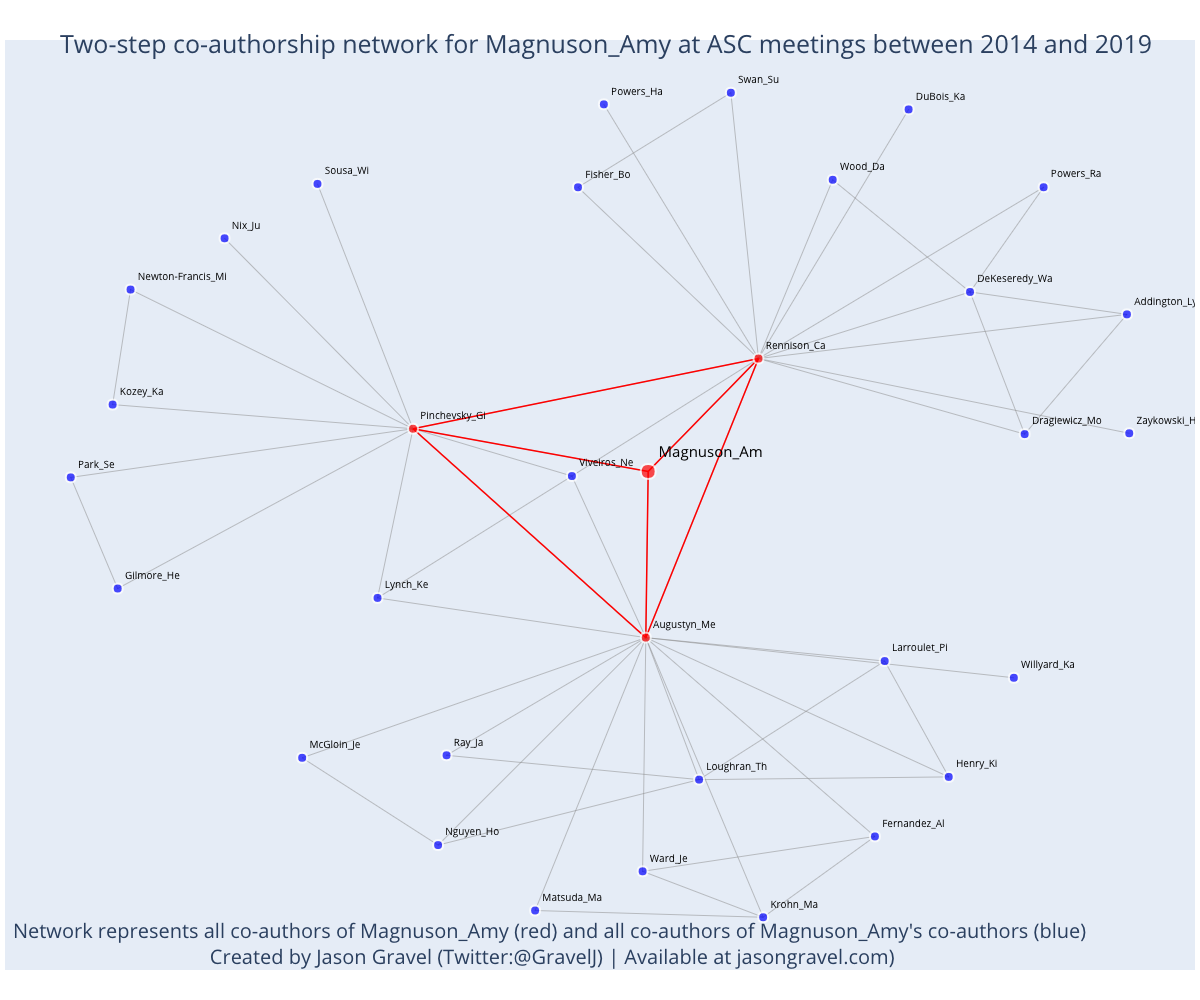 Two-step co-authorship network for Magnuson_Amy at ASC meetings between 2014 and 2019
Swan_Su
Powers_Ha
DuBois_Ka
Wood_Da
Sousa_Wi
Fisher_Bo
Powers_Ra
Nix_Ju
Newton-Francis_Mi
DeKeseredy_Wa
Addington_Ly
Rennison_Ca
Kozey_Ka
Pinchevsky_Gi
Dragiewicz_Mo
Zaykowski_H
Magnuson_Am
Park_Se
Viveiros_Ne
Gilmore_He
Lynch_Ke
Augustyn_Me
Larroulet_Pi
Willyard_Ka
McGloin_Je
Ray_Ja
Loughran_Th
Henry_Ki
Nguyen_Ho
Fernandez_Al
Ward_Je
Matsuda_Ma
Krohn_Ma
Network represents all co-authors of Magnuson_Amy (red) and all co-authors of Magnuson_Amy's co-authors (blue)
Created by Jason Gravel (Twitter:@GravelJ) | Available at jasongravel.com)